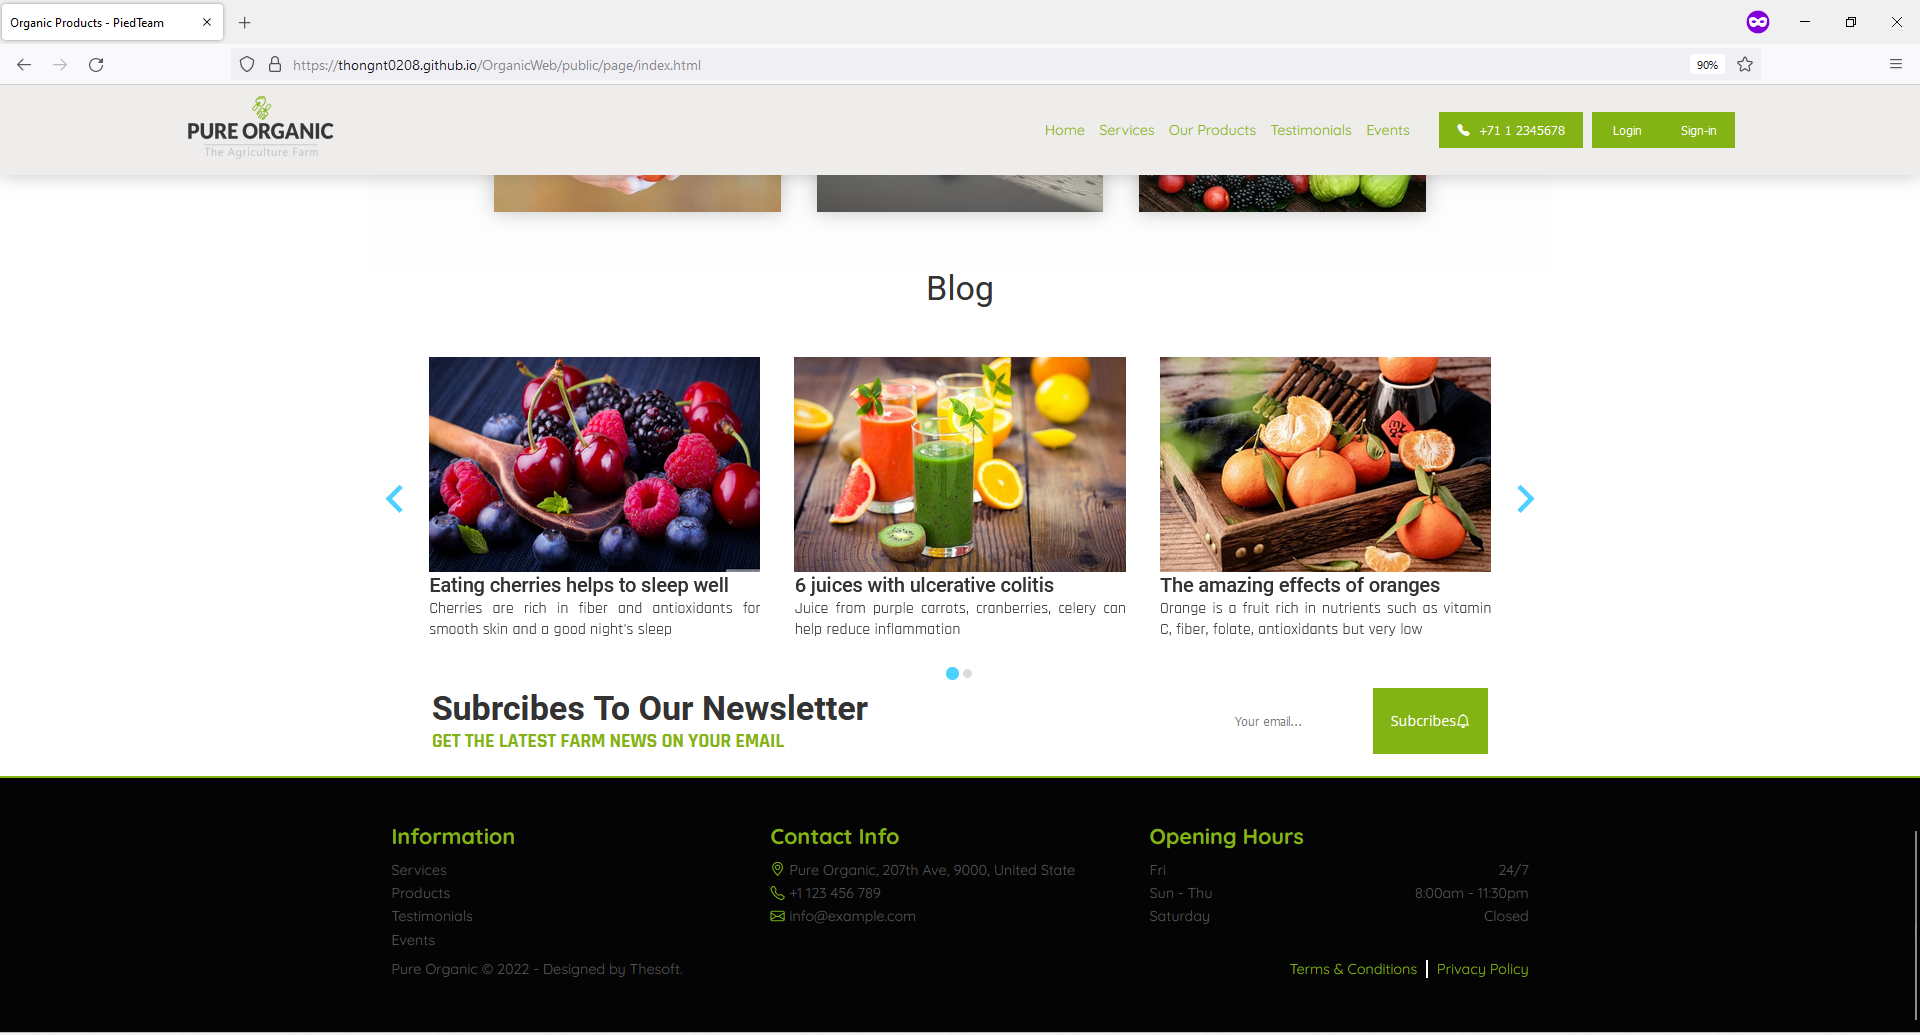 Organic Products - PiedTeam
https://thongnt0208.github.io/OrganicWeb/public/page/index.html
90%
PURE ORGANIC
The Agriculture Farm
Home Services Our Products Testimonials Events
+71 1 2345678
Login Sign-in
Blog
Eating cherries helps to sleep well
Cherries are rich in fiber and antioxidants for
smooth skin and a good night's sleep
6 juices with ulcerative colitis
Juice from purple carrots, cranberries, celery can
help reduce inflammation
The amazing effects of oranges
Orange is a fruit rich in nutrients such as vitamin
C, fiber, folate, antioxidants but very low
Subrcibes To Our Newsletter
GET THE LATEST FARM NEWS ON YOUR EMAIL
Your email...
Subcribes
Information
Services
Products
Testimonials
Events
Contact Info
Pure Organic, 207th Ave, 9000, United State
+1 123 456 789
info@example.com
Opening Hours
Fri 24/7
Sun - Thu 8:00am - 11:30pm
Saturday Closed
Pure Organic © 2022 - Designed by Thesoft.
Terms & Conditions Privacy Policy